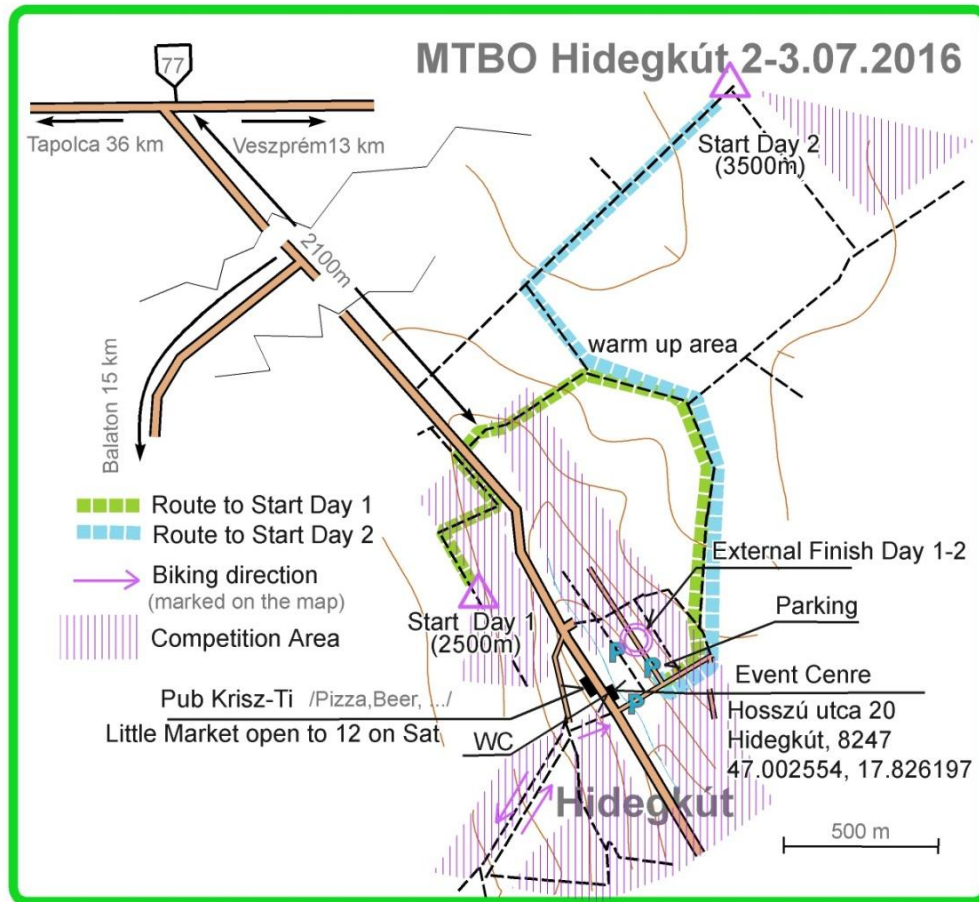 MTBO Hidegkút 2-3.07.2016
77
Tapolca 36 km
Veszprém13 km
Start Day 2
(3500m)
2100m
warm up area
Balaton 15 km
Route to Start Day 1
Route to Start Day 2
Biking direction
(marked on the map)
Competition Area
External Finish Day 1-2
Parking
Start Day 1
(2500m)
P
P
P
Event Cenre
Pub Krisz-Ti /Pizza,Beer, .../
Little Market open to 12 on Sat
WC
Hosszú utca 20
Hidegkút, 8247
47.002554, 17.826197
Hidegkút
500 m